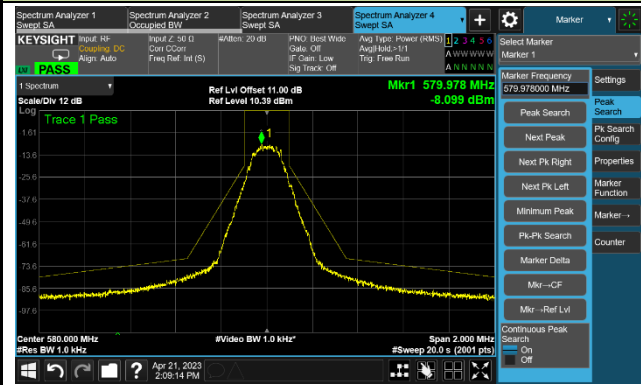 Spectrum Analyzer 1
Swept SA
Spectrum Analyzer 2
Occupied BW
Spectrum Analyzer 3
Swept SA
Spectrum Analyzer 4
Swept SA
Marker
KEYSIGHT
Input: RF
Coupling: DC
Align: Auto
Input Z: 50 Ω
Corr CCorr
Freq Ref: Int (S)
#Atten: 20 dB
PNO: Best Wide
Gate: Off
IF Gain: Low
Sig Track: Off
Avg Type: Power (RMS)
Avg|Hold:>1/1
Trig: Free Run
1 2 3 4 5 6
A W W W W W
A N N N N N
LXI
PASS
Select Marker
Marker 1
1 Spectrum
Scale/Div 12 dB
Ref Lvl Offset 11.00 dB
Ref Level 10.39 dBm
Mkr1 579.978 MHz
-8.099 dBm
Log
Trace 1 Pass
1
1.61
-13.6
-25.6
-49.6
-61.6
-73.6
-85.6
-97.6
Center 580.000 MHz
#Res BW 1.0 kHz
#Video BW 1.0 kHz*
Span 2.000 MHz
#Sweep 20.0 s (2001 pts)
Marker Frequency
579.978000 MHz
Peak Search
Next Peak
Next Pk Right
Next Pk Left
Minimum Peak
Pk-Pk Search
Marker Delta
Mkr→CF
Mkr→Ref Lvl
Continuous Peak
Search
On
Off
Settings
Peak
Search
Pk Search
Config
Properties
Marker
Function
Marker→
Counter
?
Apr 21, 2023
2:09:14 PM